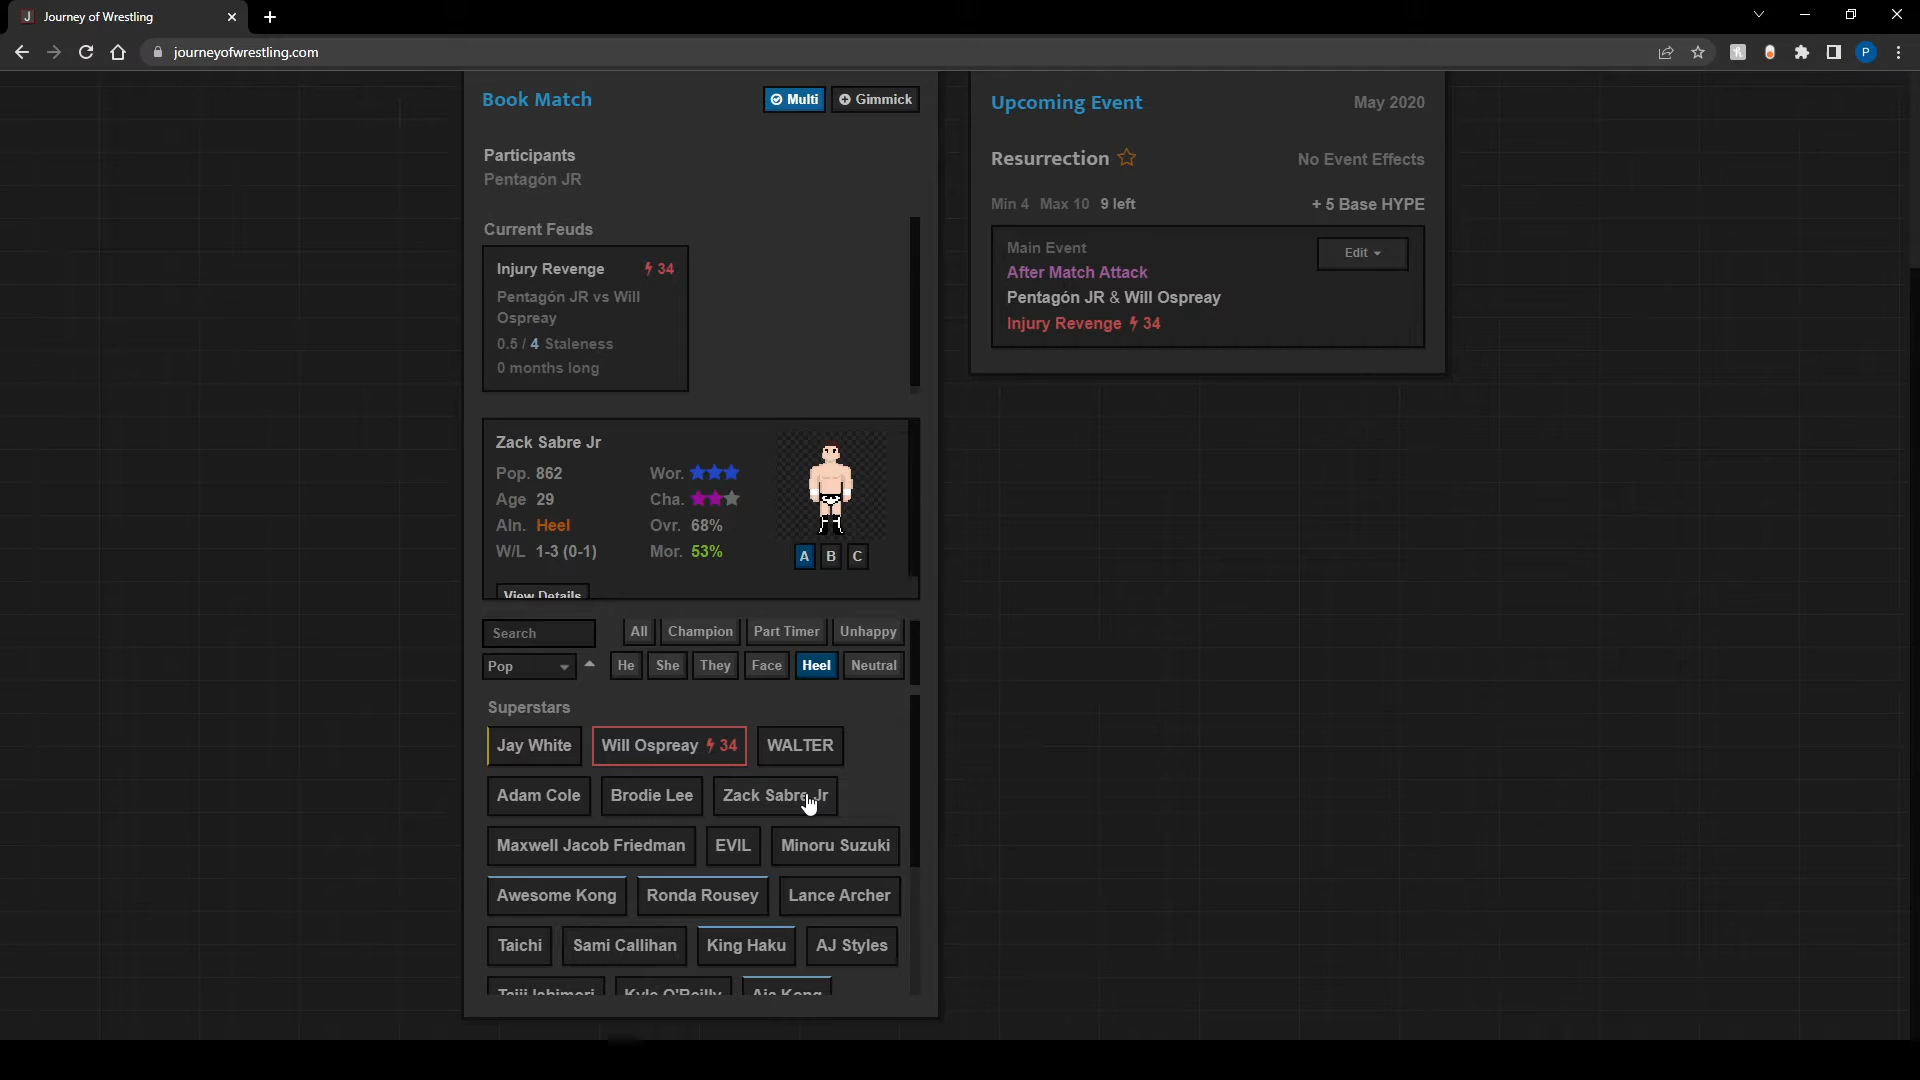 Journey of Wrestling
journeyofwrestling.com
P
Book Match
Multi
Gimmick
Participants
Pentagón JR
Current Feuds
Injury Revenge 34
Pentagón JR vs Will
Ospreay
0.5 / 4 Staleness
0 months long
Zack Sabre Jr
Pop. 862 Wor.
Age 29 Cha.
Aln. Heel Ovr. 68%
W/L 1-3 (0-1) Mor. 53%
A B C
View Details
Search All Champion Part Timer Unhappy
Pop He She They Face Heel Neutral
Superstars
Jay White Will Ospreay 34 WALTER
Adam Cole Brodie Lee Zack Sabre Jr
Maxwell Jacob Friedman EVIL Minoru Suzuki
Awesome Kong Ronda Rousey Lance Archer
Taichi Sami Callihan King Haku AJ Styles
Taiji Ishimori Kyle O'Reilly Aja Kong
Upcoming Event May 2020
Resurrection No Event Effects
Min 4 Max 10 9 left + 5 Base HYPE
Main Event Edit
After Match Attack
Pentagón JR & Will Ospreay
Injury Revenge 34